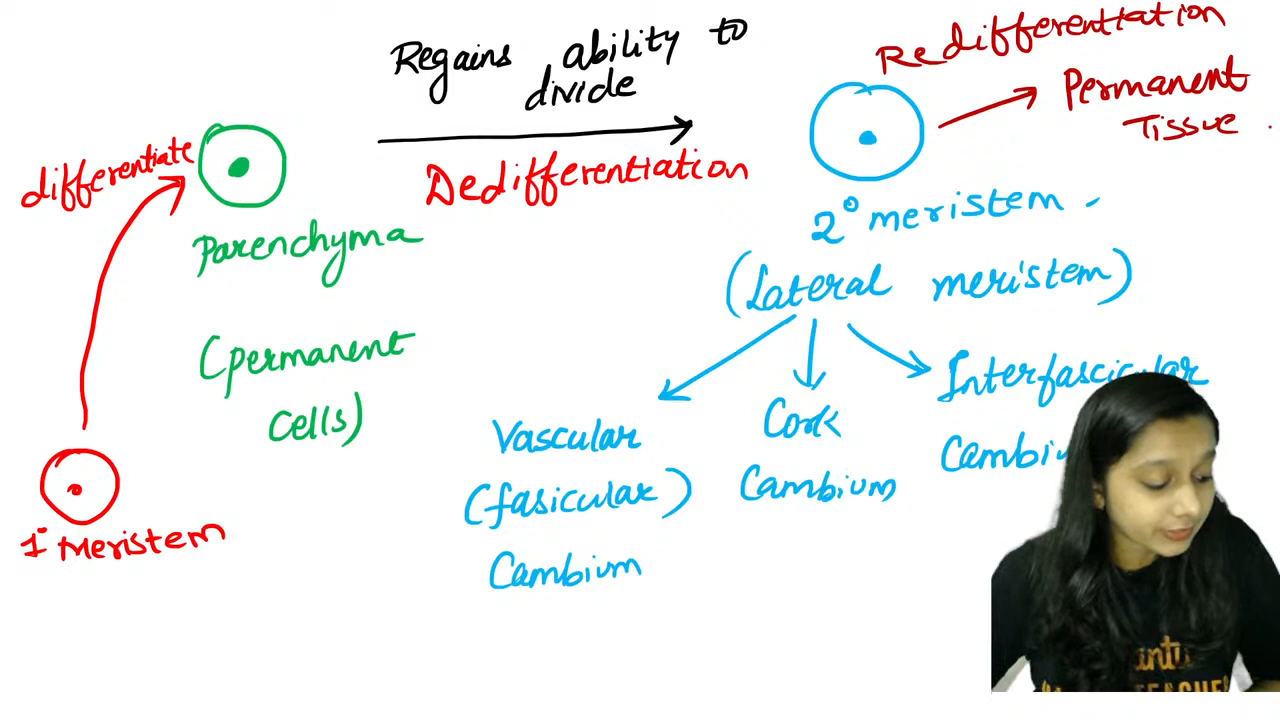 Regains ability to
divide
Redifferentiation
Permanent
Tissue
differentiate
Dedifferentiation
Parenchyma
2° meristem
(Lateral meristem)
(permanent
cells)
Interfascicular
Vascular
Cork
(fasicular)
Cambium
Cambium
1° Meristem